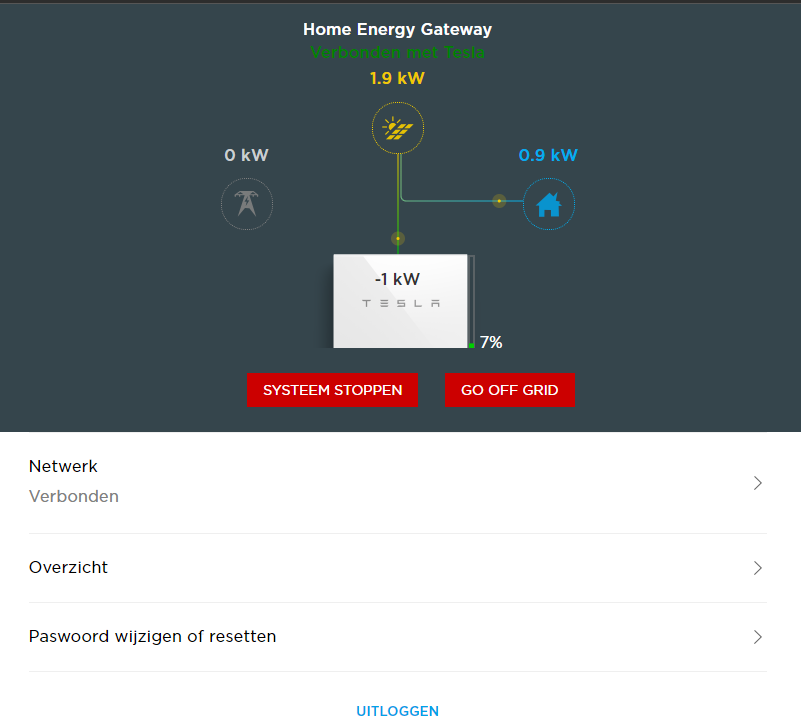 Home Energy Gateway
Verbonden met Tesla
1.9 kW
0 kW
0.9 kW
-1 kW
TESLA
7%
SYSTEEM STOPPEN
GO OFF GRID
Netwerk
Verbonden
Overzicht
Paswoord wijzigen of resetten
UITLOGGEN